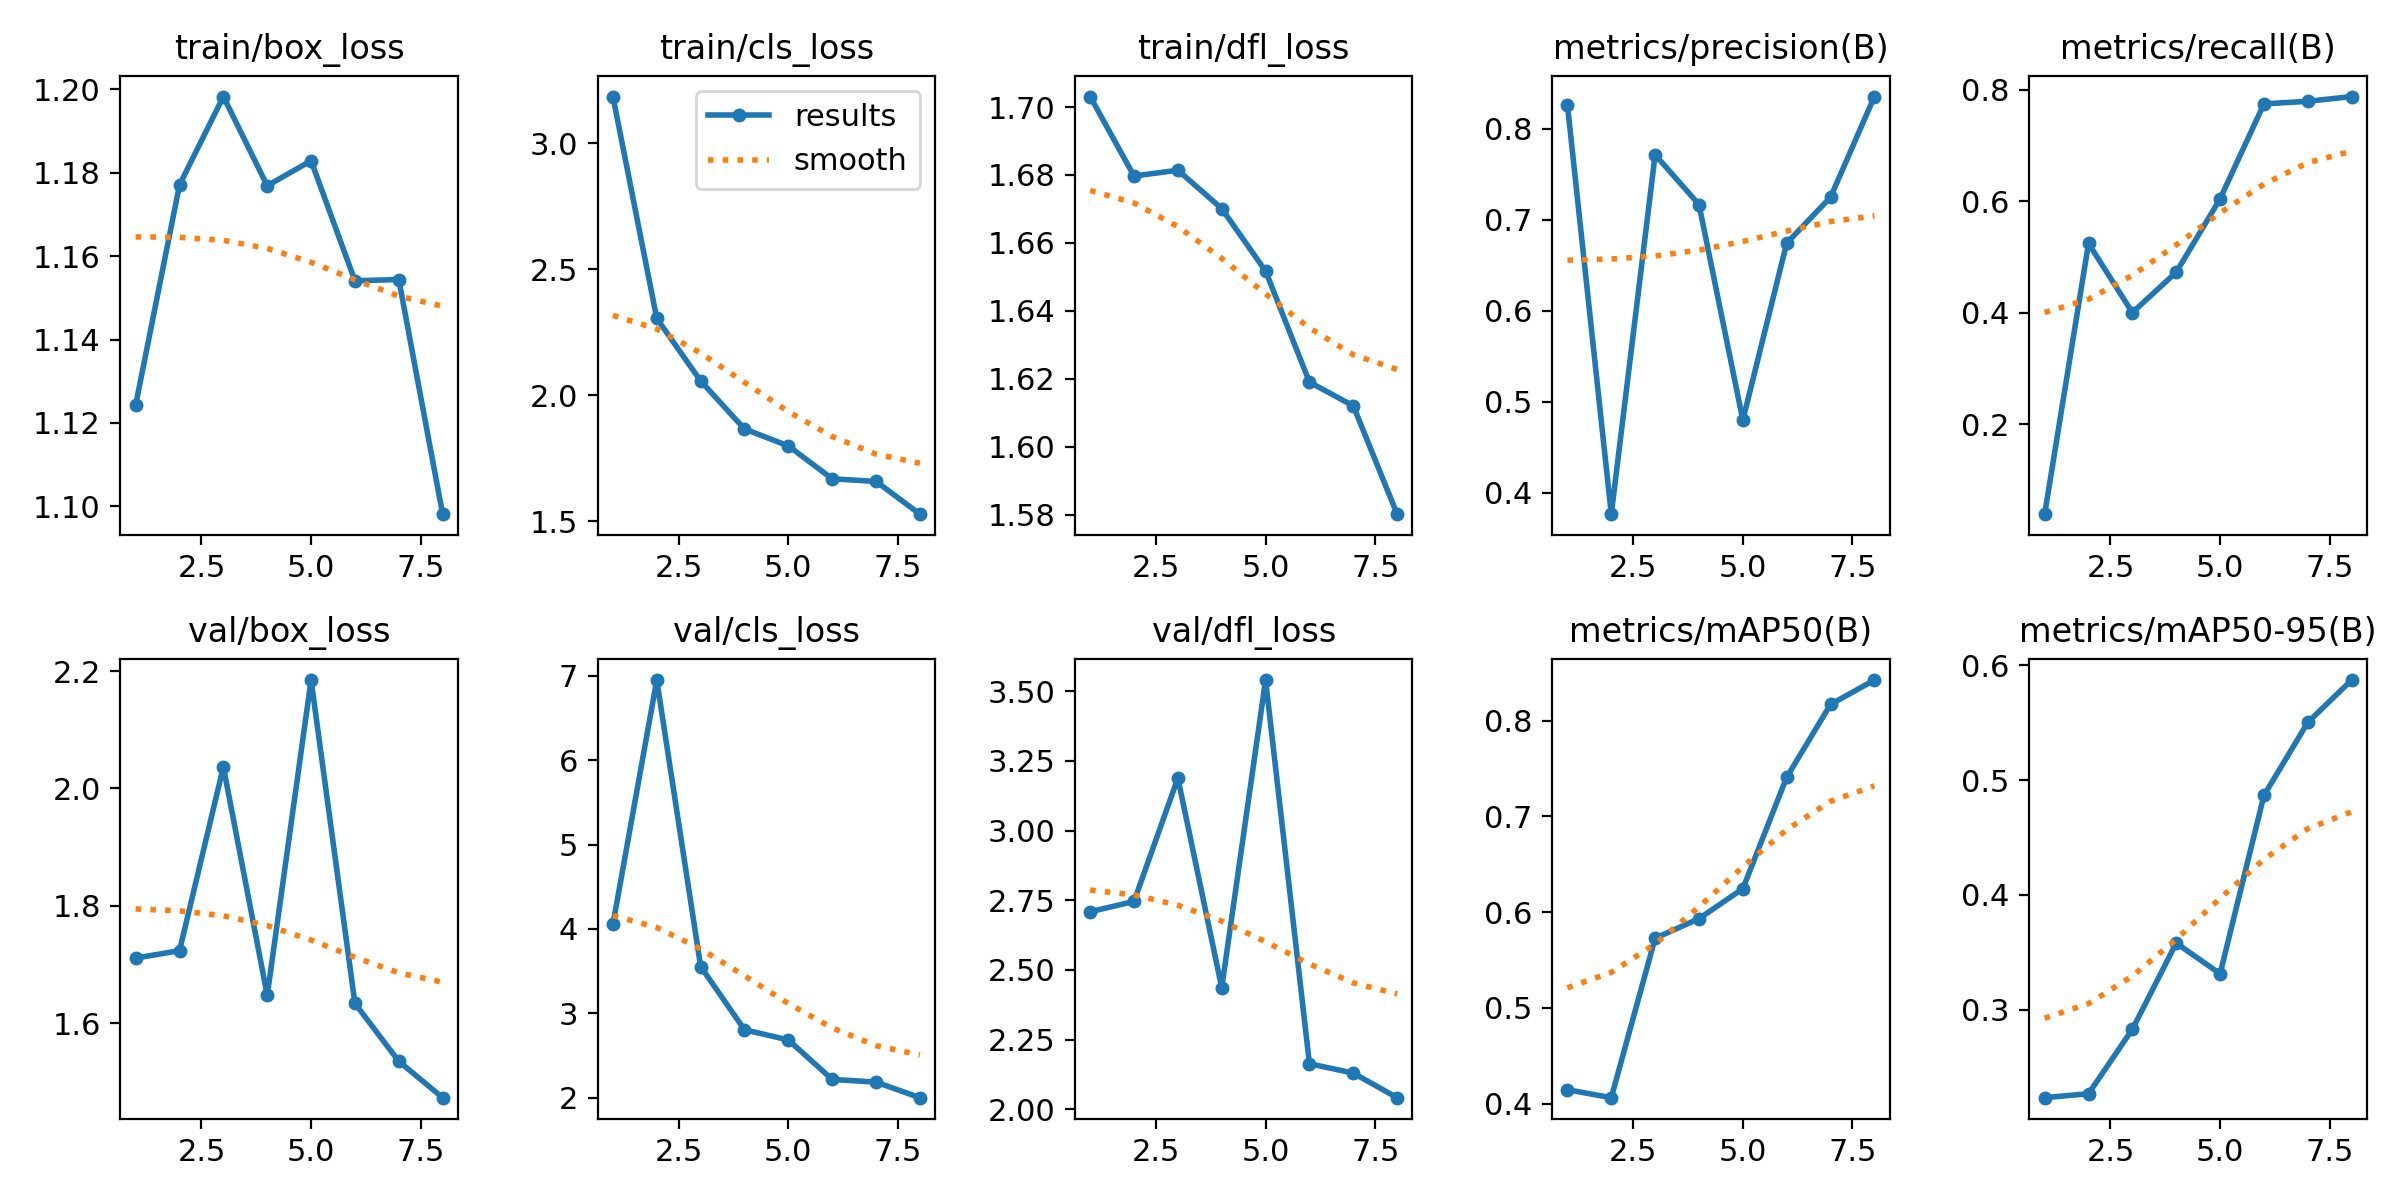 train/box_loss
train/cls_loss
train/dfl_loss
metrics/precision(B)
metrics/recall(B)
1.20
1.18
1.16
1.14
1.12
1.10
2.5 5.0 7.5
results
smooth
3.0
2.5
2.0
1.5
2.5 5.0 7.5
1.70
1.68
1.66
1.64
1.62
1.60
1.58
2.5 5.0 7.5
0.8
0.7
0.6
0.5
0.4
2.5 5.0 7.5
0.8
0.6
0.4
0.2
2.5 5.0 7.5
val/box_loss
val/cls_loss
val/dfl_loss
metrics/mAP50(B)
metrics/mAP50-95(B)
2.2
2.0
1.8
1.6
2.5 5.0 7.5
7
6
5
4
3
2
2.5 5.0 7.5
3.50
3.25
3.00
2.75
2.50
2.25
2.00
2.5 5.0 7.5
0.8
0.7
0.6
0.5
0.4
2.5 5.0 7.5
0.6
0.5
0.4
0.3
2.5 5.0 7.5